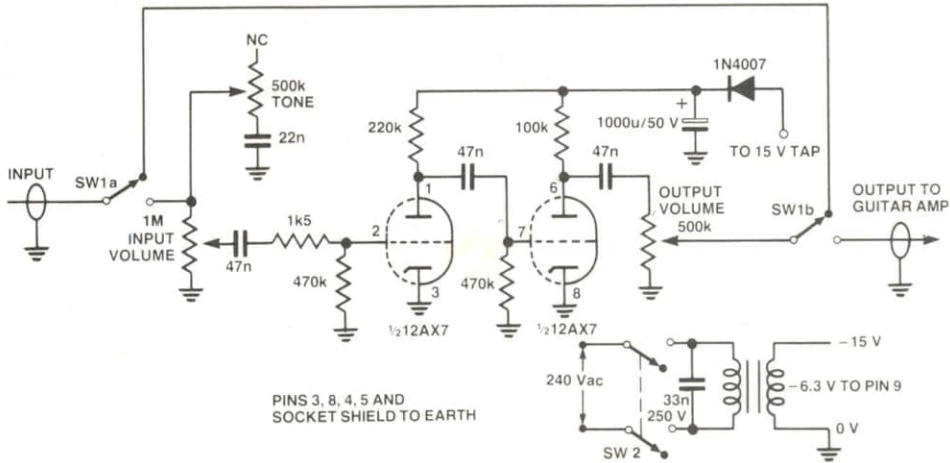 NC
500k
TONE
22n
1N4007
220k
100k
+
1000u/50 V
TO 15 V TAP
47n
47n
INPUT
SW1a
1M
INPUT
VOLUME
47n
1k5
470k
1
2
3
½12AX7
470k
6
7
8
½12AX7
OUTPUT
VOLUME
500k
SW1b
OUTPUT TO
GUITAR AMP
PINS 3, 8, 4, 5 AND
SOCKET SHIELD TO EARTH
240 Vac
SW 2
33n
250 V
–15 V
–6.3 V TO PIN 9
0 V